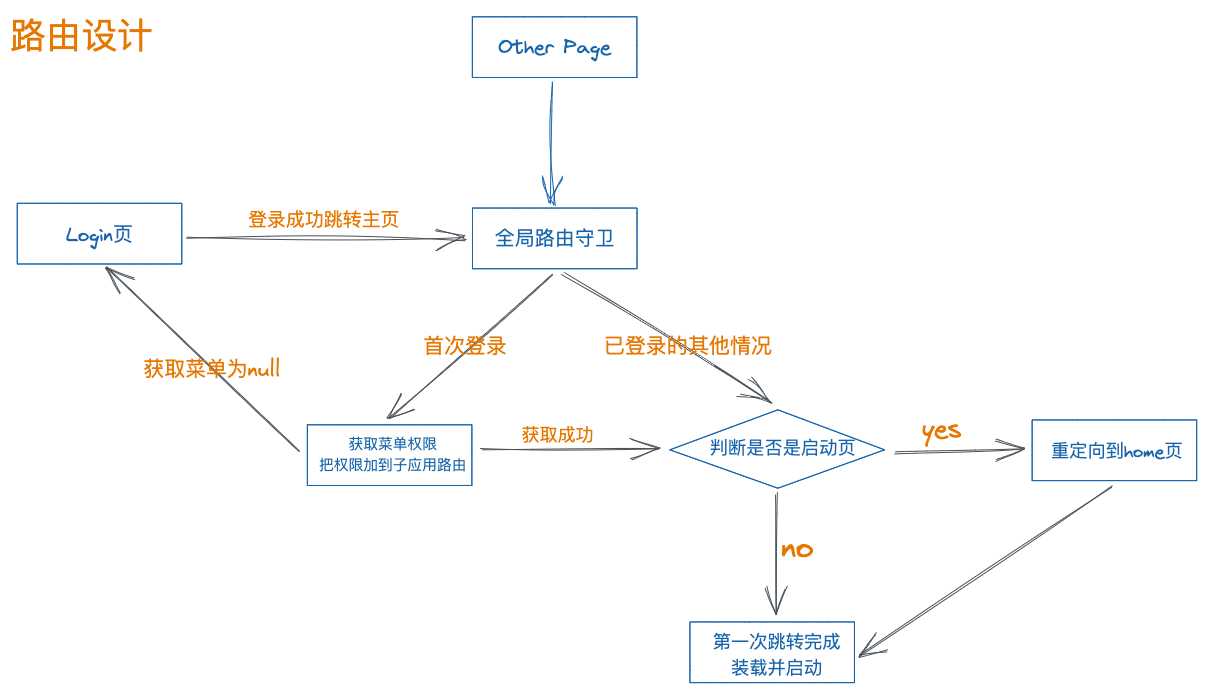 路由设计
Other Page
登录成功跳转主页
Login页
全局路由守卫
首次登录
已登录的其他情况
获取菜单为null
获取菜单权限
把权限加到子应用路由
获取成功
判断是否是启动页
yes
重定向到home页
no
第一次跳转完成
装载并启动